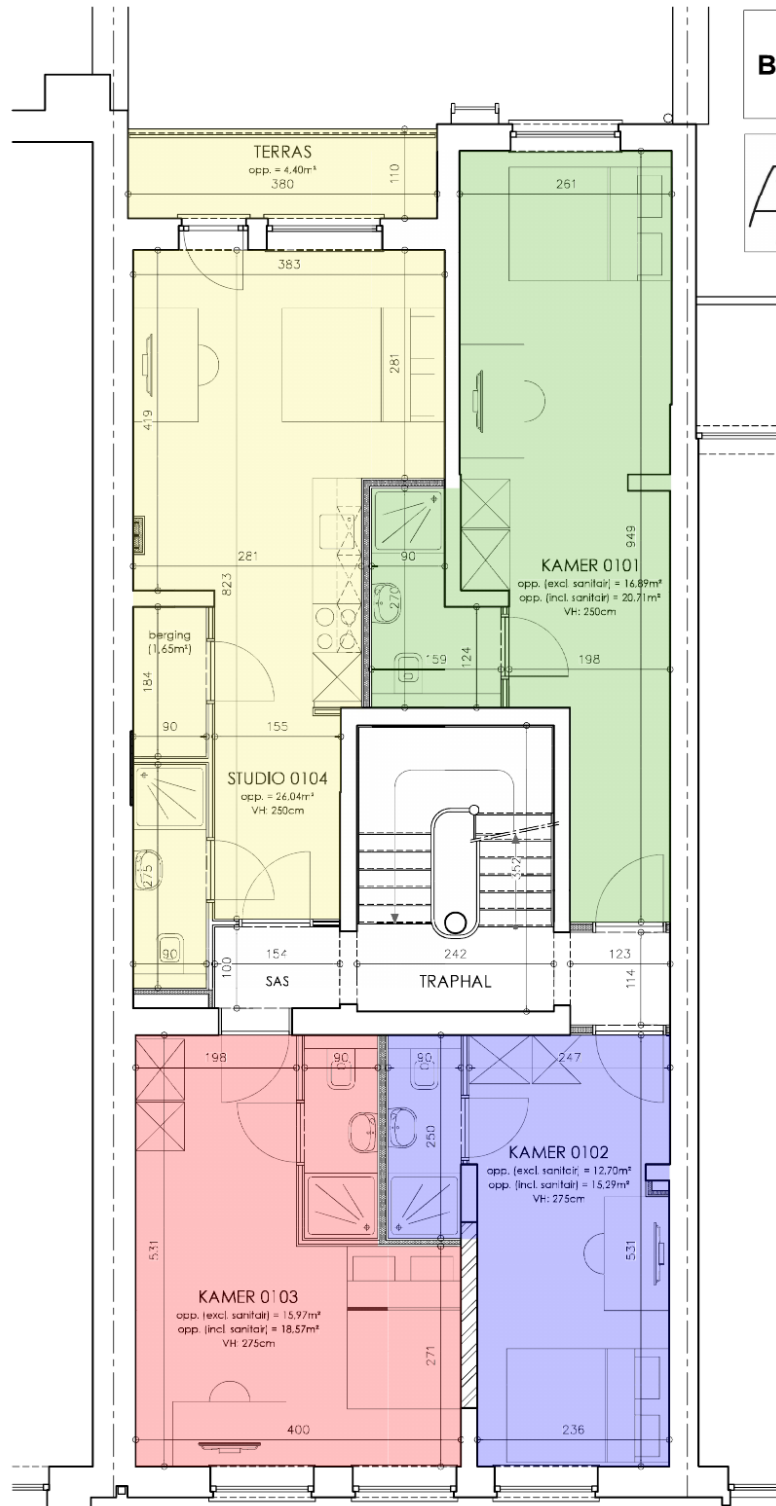 B
TERRAS
opp. = 4,40m²
380
110
261
383
281
419
949
281
823
90
270
KAMER 0101
opp. (excl. sanitair) = 16,89m²
opp. (incl. sanitair) = 20,71m²
VH: 250cm
berging
(1,65m²)
184
159
124
198
90
155
STUDIO 0104
opp. = 26,04m²
VH: 250cm
275
352
90
100
154
242
123
SAS
TRAPHAL
114
198
90
90
247
250
KAMER 0102
opp. (excl. sanitair) = 12,70m²
opp. (incl. sanitair) = 15,29m²
VH: 275cm
531
531
KAMER 0103
opp. (excl. sanitair) = 15,97m²
opp. (incl. sanitair) = 18,57m²
VH: 275cm
271
400
236